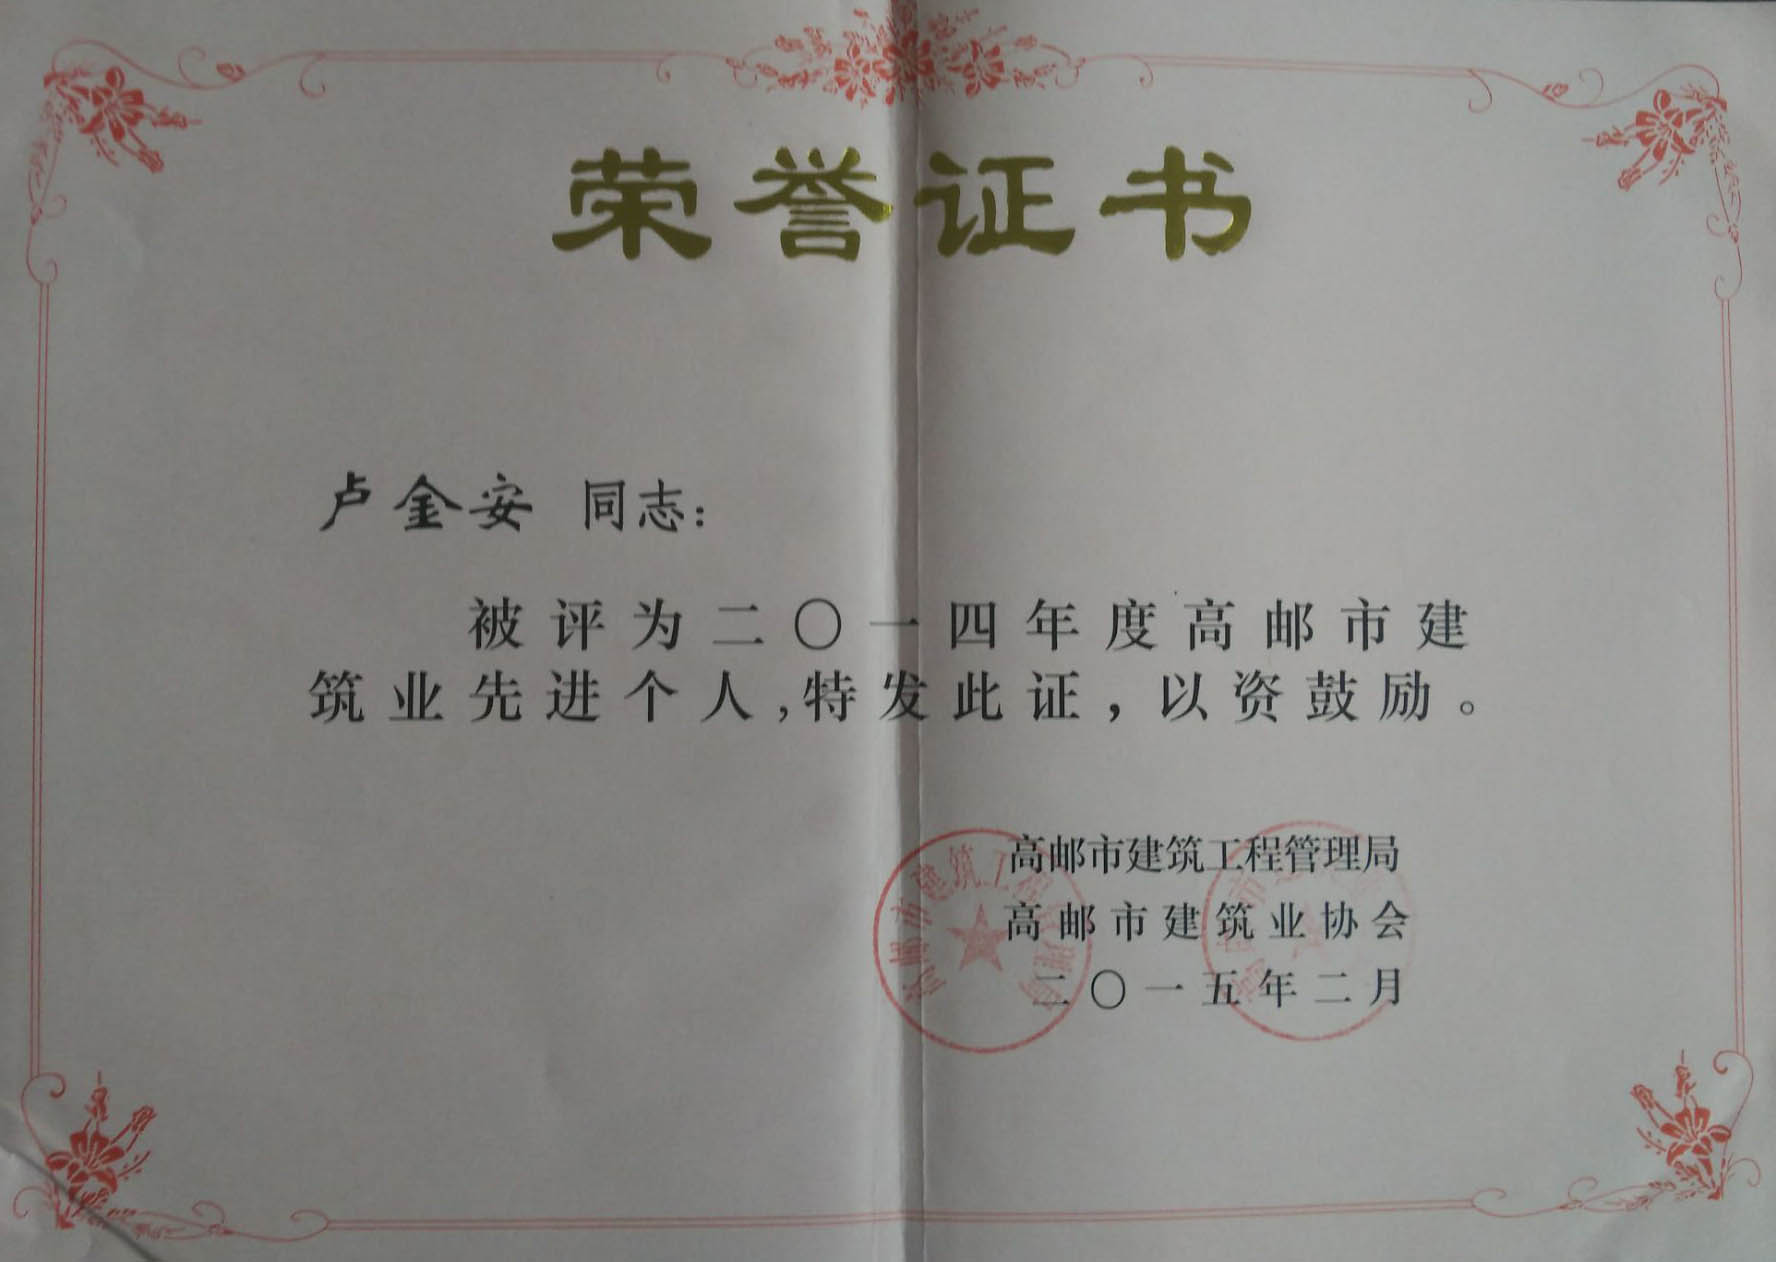 荣誉证书
卢金安 同志：
被评为二〇一四年度高邮市建
筑业先进个人，特发此证，以资鼓励。
高邮市建筑工程管理局
高邮市建筑业协会
二〇一五年二月